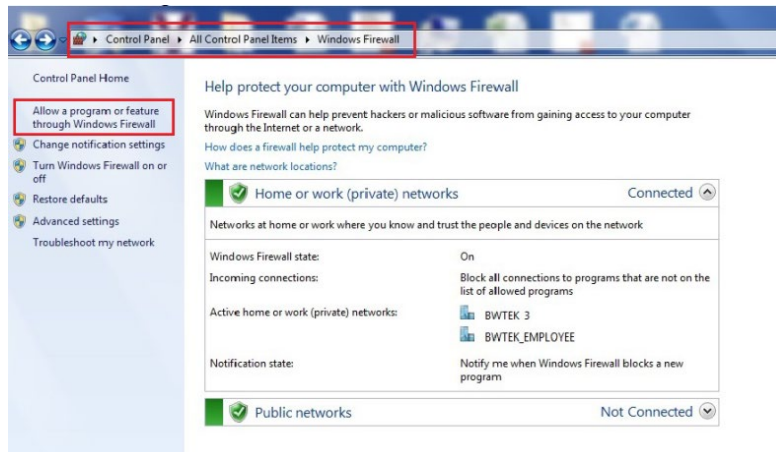 Control Panel ▸ All Control Panel Items ▸ Windows Firewall
Control Panel Home
Allow a program or feature
through Windows Firewall
Change notification settings
Turn Windows Firewall on or
off
Restore defaults
Advanced settings
Troubleshoot my network
Help protect your computer with Windows Firewall
Windows Firewall can help prevent hackers or malicious software from gaining access to your computer
through the Internet or a network.
How does a firewall help protect my computer?
What are network locations?
Home or work (private) networks Connected
Networks at home or work where you know and trust the people and devices on the network
Windows Firewall state: On
Incoming connections: Block all connections to programs that are not on the
list of allowed programs
Active home or work (private) networks: BWTEK 3
BWTEK_EMPLOYEE
Notification state: Notify me when Windows Firewall blocks a new
program
Public networks Not Connected